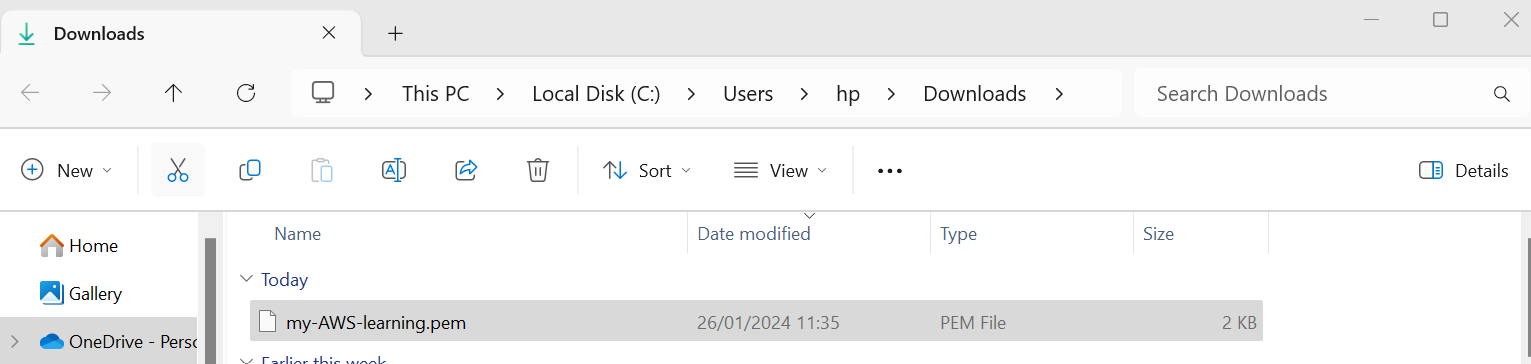 Downloads
This PC > Local Disk (C:) > Users > hp > Downloads >
Search Downloads
New
Sort
View
Details
Home
Gallery
OneDrive - Perso
Name
Date modified
Type
Size
Today
my-AWS-learning.pem
26/01/2024 11:35
PEM File
2 KB
Earlier this week